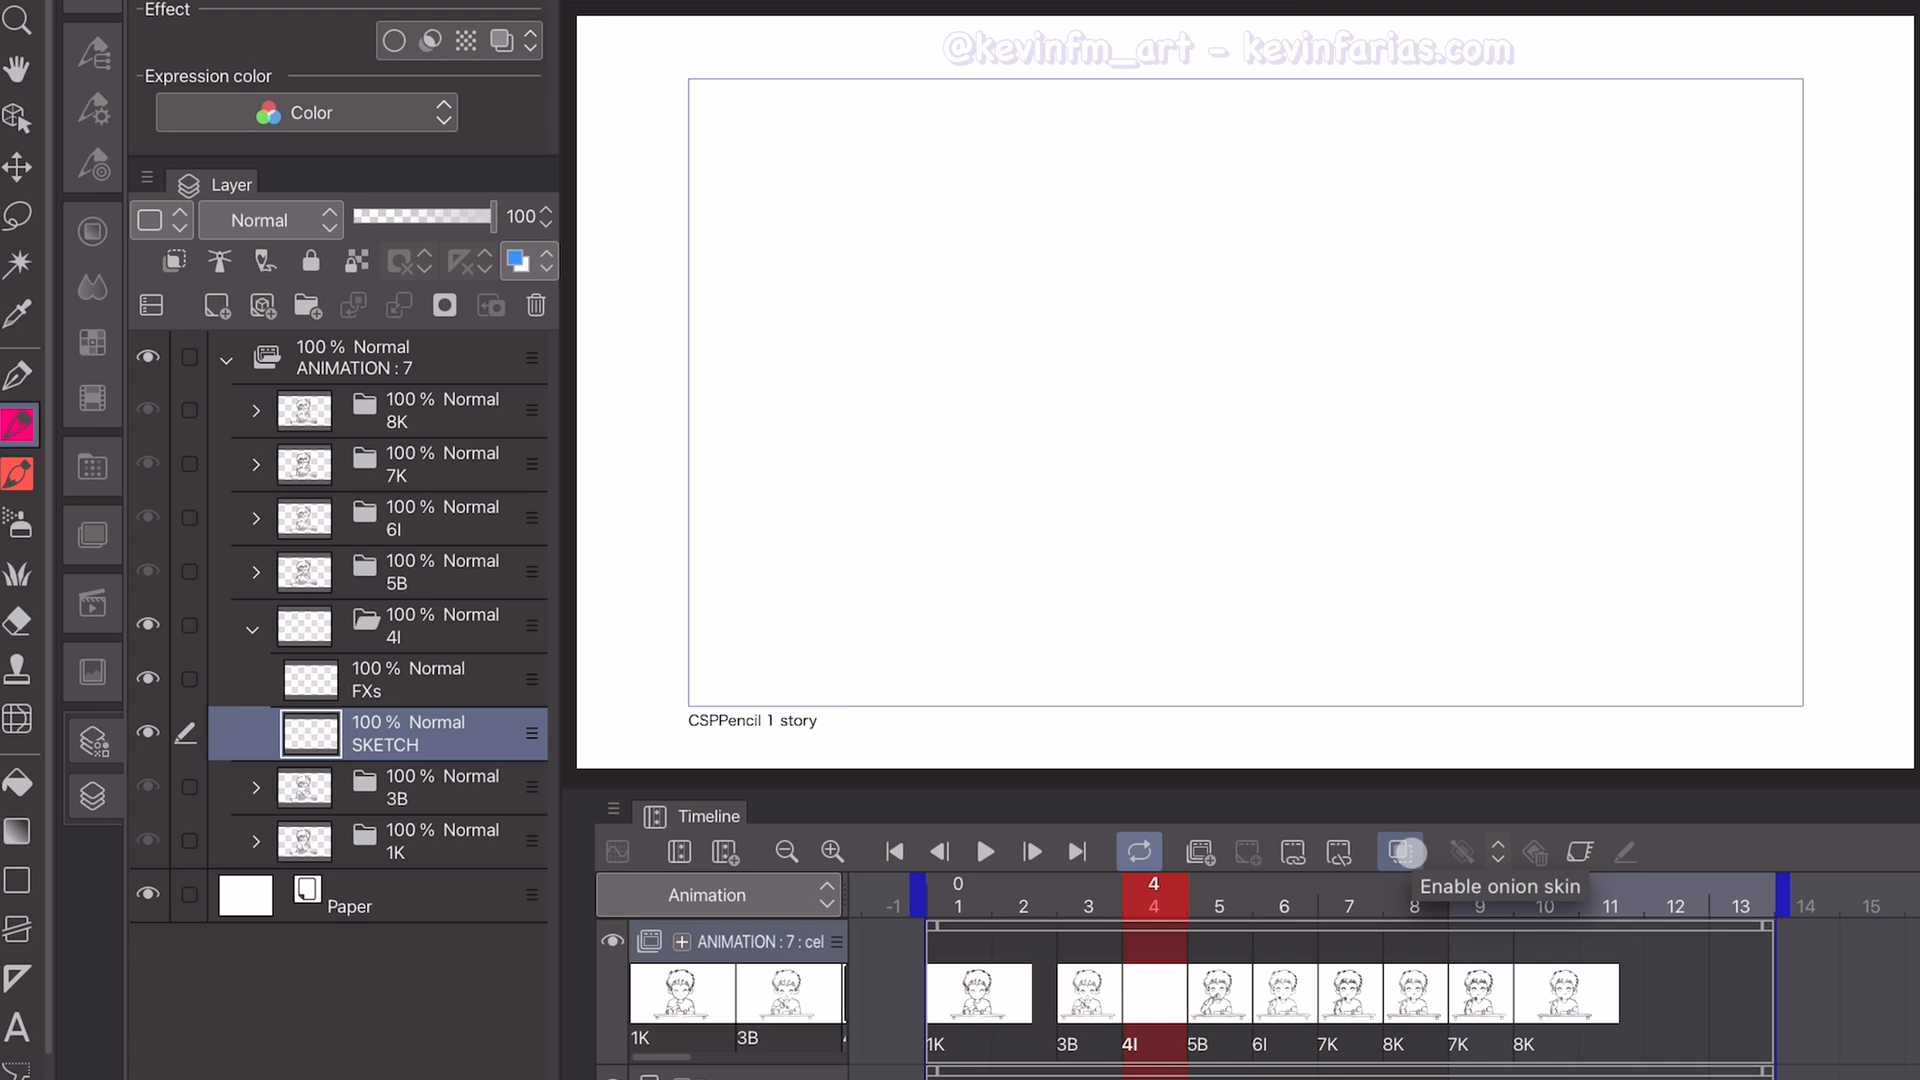 Effect
Expression color
Color
Layer
Normal
100
100 % Normal
ANIMATION : 7
100 % Normal
8K
100 % Normal
7K
100 % Normal
6I
100 % Normal
5B
100 % Normal
4I
100 % Normal
FXs
100 % Normal
SKETCH
100 % Normal
3B
100 % Normal
1K
Paper
@kevinfm_art - kevinfarias.com
CSPPencil 1 story
Timeline
Enable onion skin
Animation
0 4
-1 1 2 3 4 5 6 7 8 9 10 11 12 13 14 15
ANIMATION : 7 : cel
1K 3B
1K 3B 4I 5B 6I 7K 8K 7K 8K
A